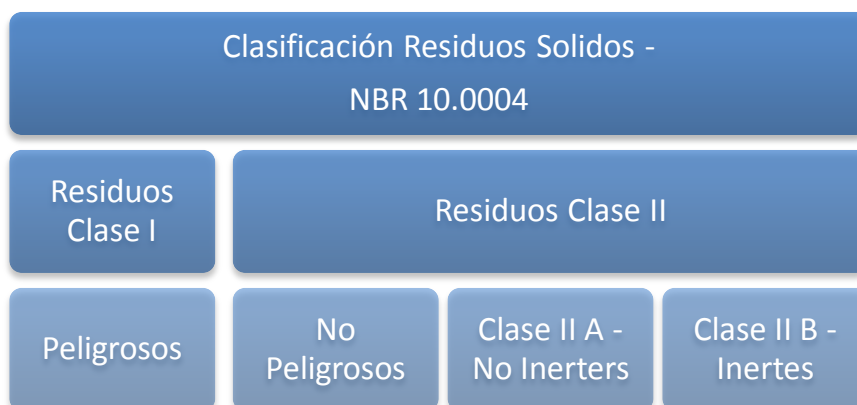 Clasificación Residuos Solidos -
NBR 10.0004
Residuos
Clase I
Residuos Clase II
Peligrosos
No
Peligrosos
Clase II A -
No Inerters
Clase II B -
Inertes